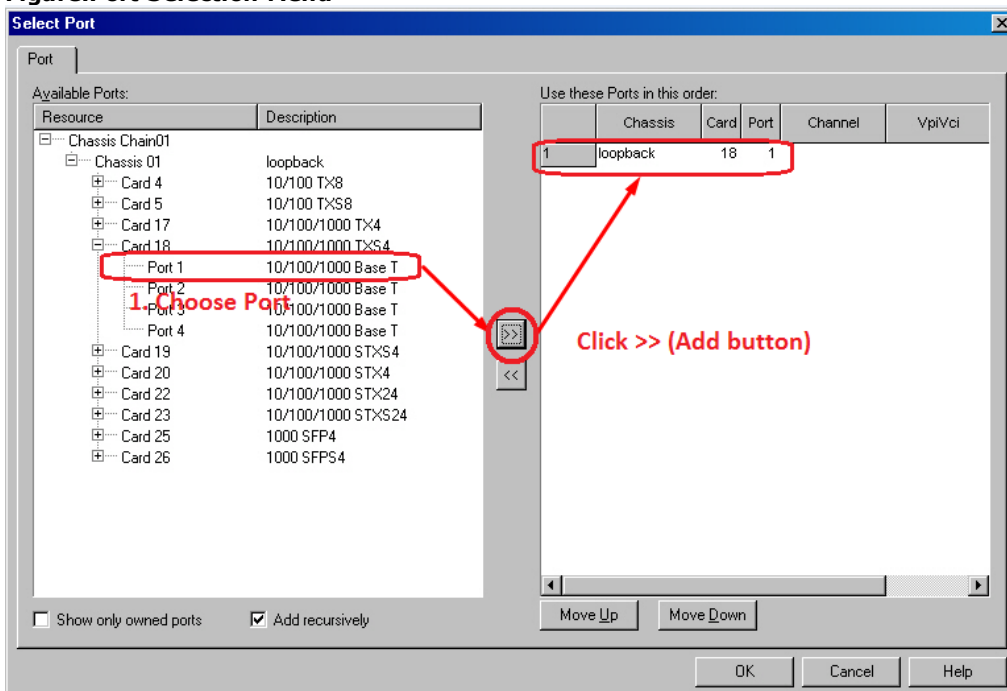 Select Port
Port
Available Ports:
Resource Description
Chassis Chain01
Chassis 01 loopback
Card 4 10/100 TX8
Card 5 10/100 TXS8
Card 17 10/100/1000 TX4
Card 18 10/100/1000 TXS4
Port 1 10/100/1000 Base T
Port 2 10/100/1000 Base T
1. Choose Port
Port 3 10/100/1000 Base T
Port 4 10/100/1000 Base T
Card 19 10/100/1000 STXS4
Card 20 10/100/1000 STX4
Card 22 10/100/1000 STX24
Card 23 10/100/1000 STXS24
Card 25 1000 SFP4
Card 26 1000 SFPS4
Show only owned ports Add recursively
>>
<<
Use these Ports in this order:
Chassis Card Port Channel VpiVci
1 loopback 18 1
Click >> (Add button)
Move Up Move Down
OK Cancel Help